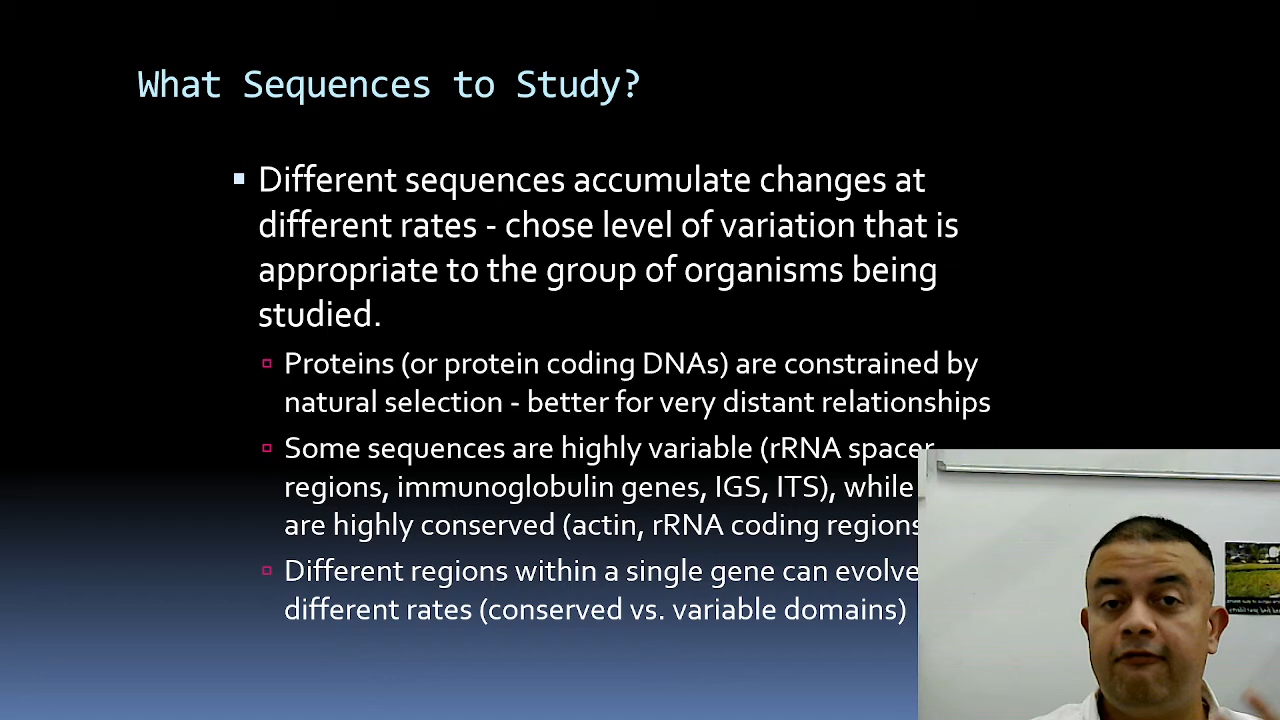 What Sequences to Study?
Different sequences accumulate changes at
different rates - chose level of variation that is
appropriate to the group of organisms being
studied.
Proteins (or protein coding DNAs) are constrained by
natural selection - better for very distant relationships
Some sequences are highly variable (rRNA spacer
regions, immunoglobulin genes, IGS, ITS), while
are highly conserved (actin, rRNA coding regions
Different regions within a single gene can evolve
different rates (conserved vs. variable domains)